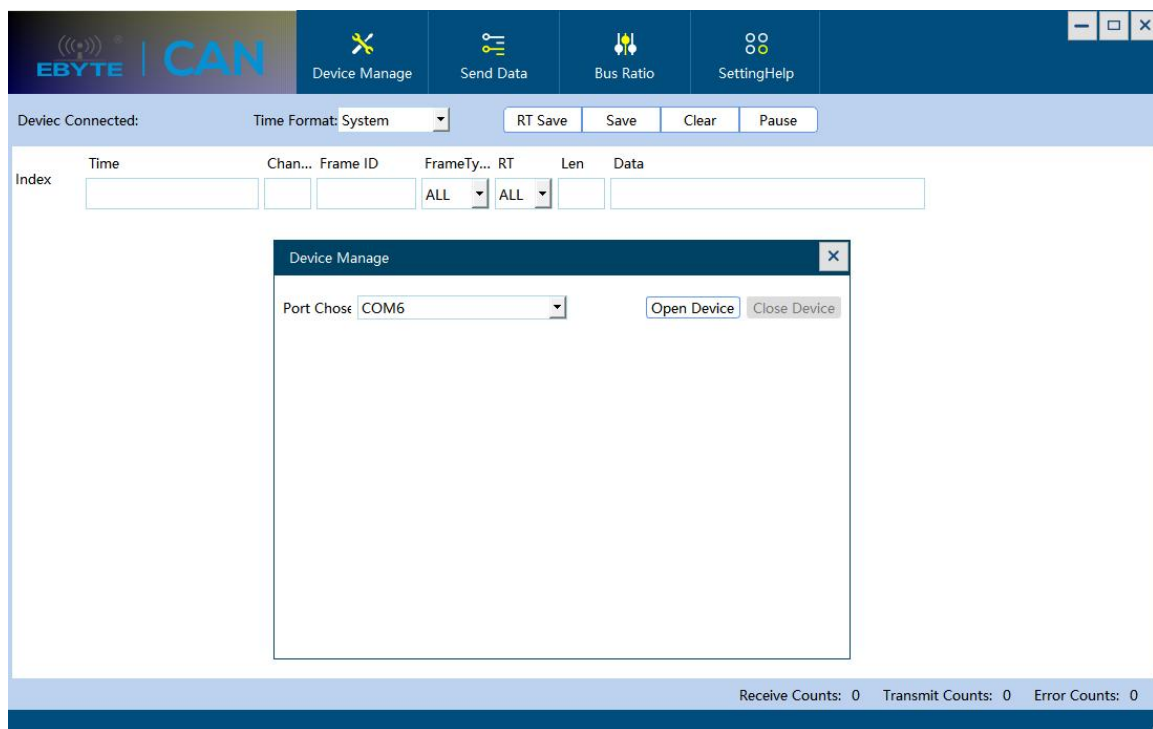 EBYTE | CAN
Device Manage
Send Data
Bus Ratio
SettingHelp
Deviec Connected:
Time Format: System
RT Save
Save
Clear
Pause
Index
Time
Chan...
Frame ID
FrameTy...
RT
Len
Data
ALL
ALL
Device Manage
Port Chose
COM6
Open Device
Close Device
Receive Counts: 0
Transmit Counts: 0
Error Counts: 0